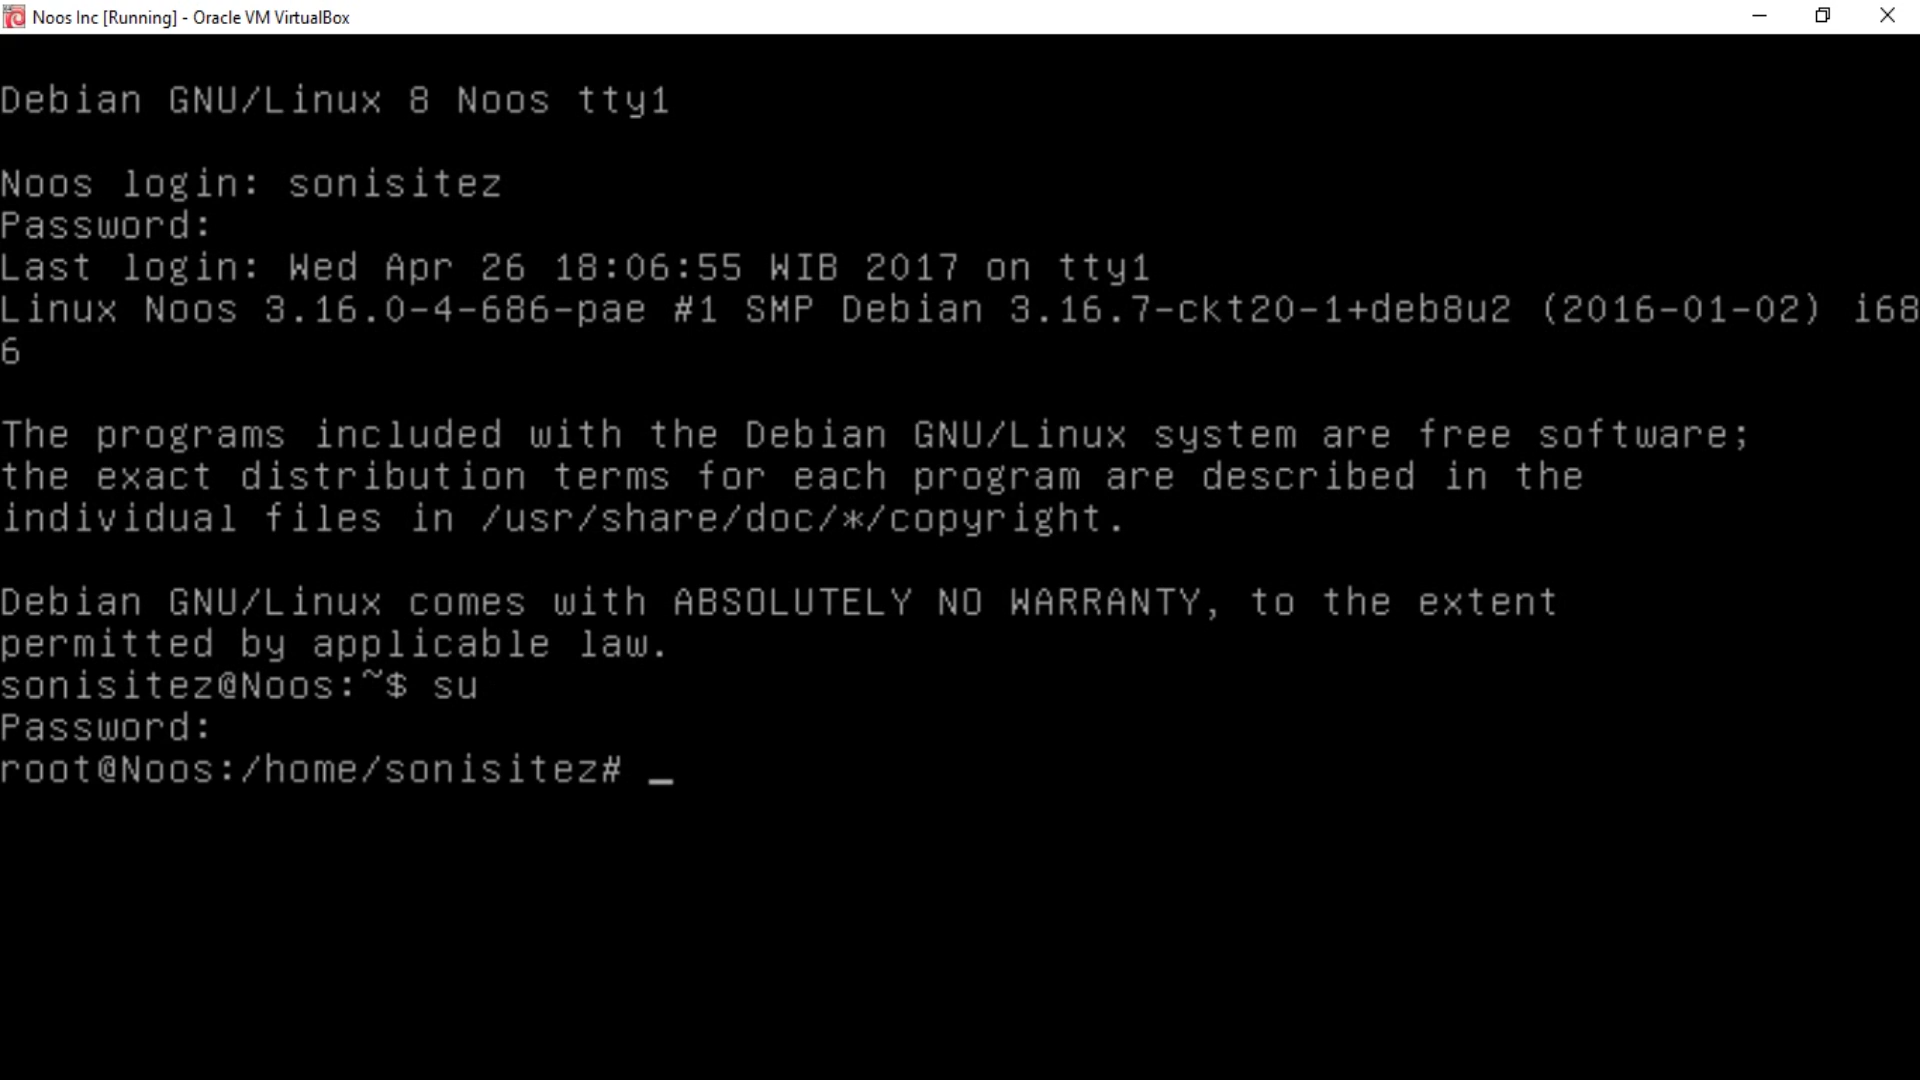 Noos Inc [Running] - Oracle VM VirtualBox
Debian GNU/Linux 8 Noos tty1
Noos login: sonisitez
Password:
Last login: Wed Apr 26 18:06:55 WIB 2017 on tty1
Linux Noos 3.16.0-4-686-pae #1 SMP Debian 3.16.7-ckt20-1+deb8u2 (2016-01-02) i68
6
The programs included with the Debian GNU/Linux system are free software;
the exact distribution terms for each program are described in the
individual files in /usr/share/doc/*/copyright.
Debian GNU/Linux comes with ABSOLUTELY NO WARRANTY, to the extent
permitted by applicable law.
sonisitez@Noos:~$ su
Password:
root@Noos:/home/sonisitez# _